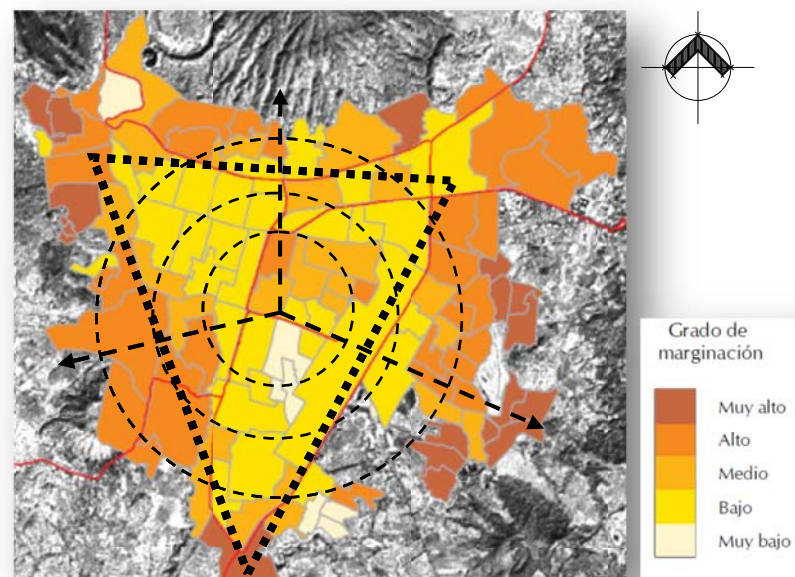 Grado de
marginación
Muy alto
Alto
Medio
Bajo
Muy bajo